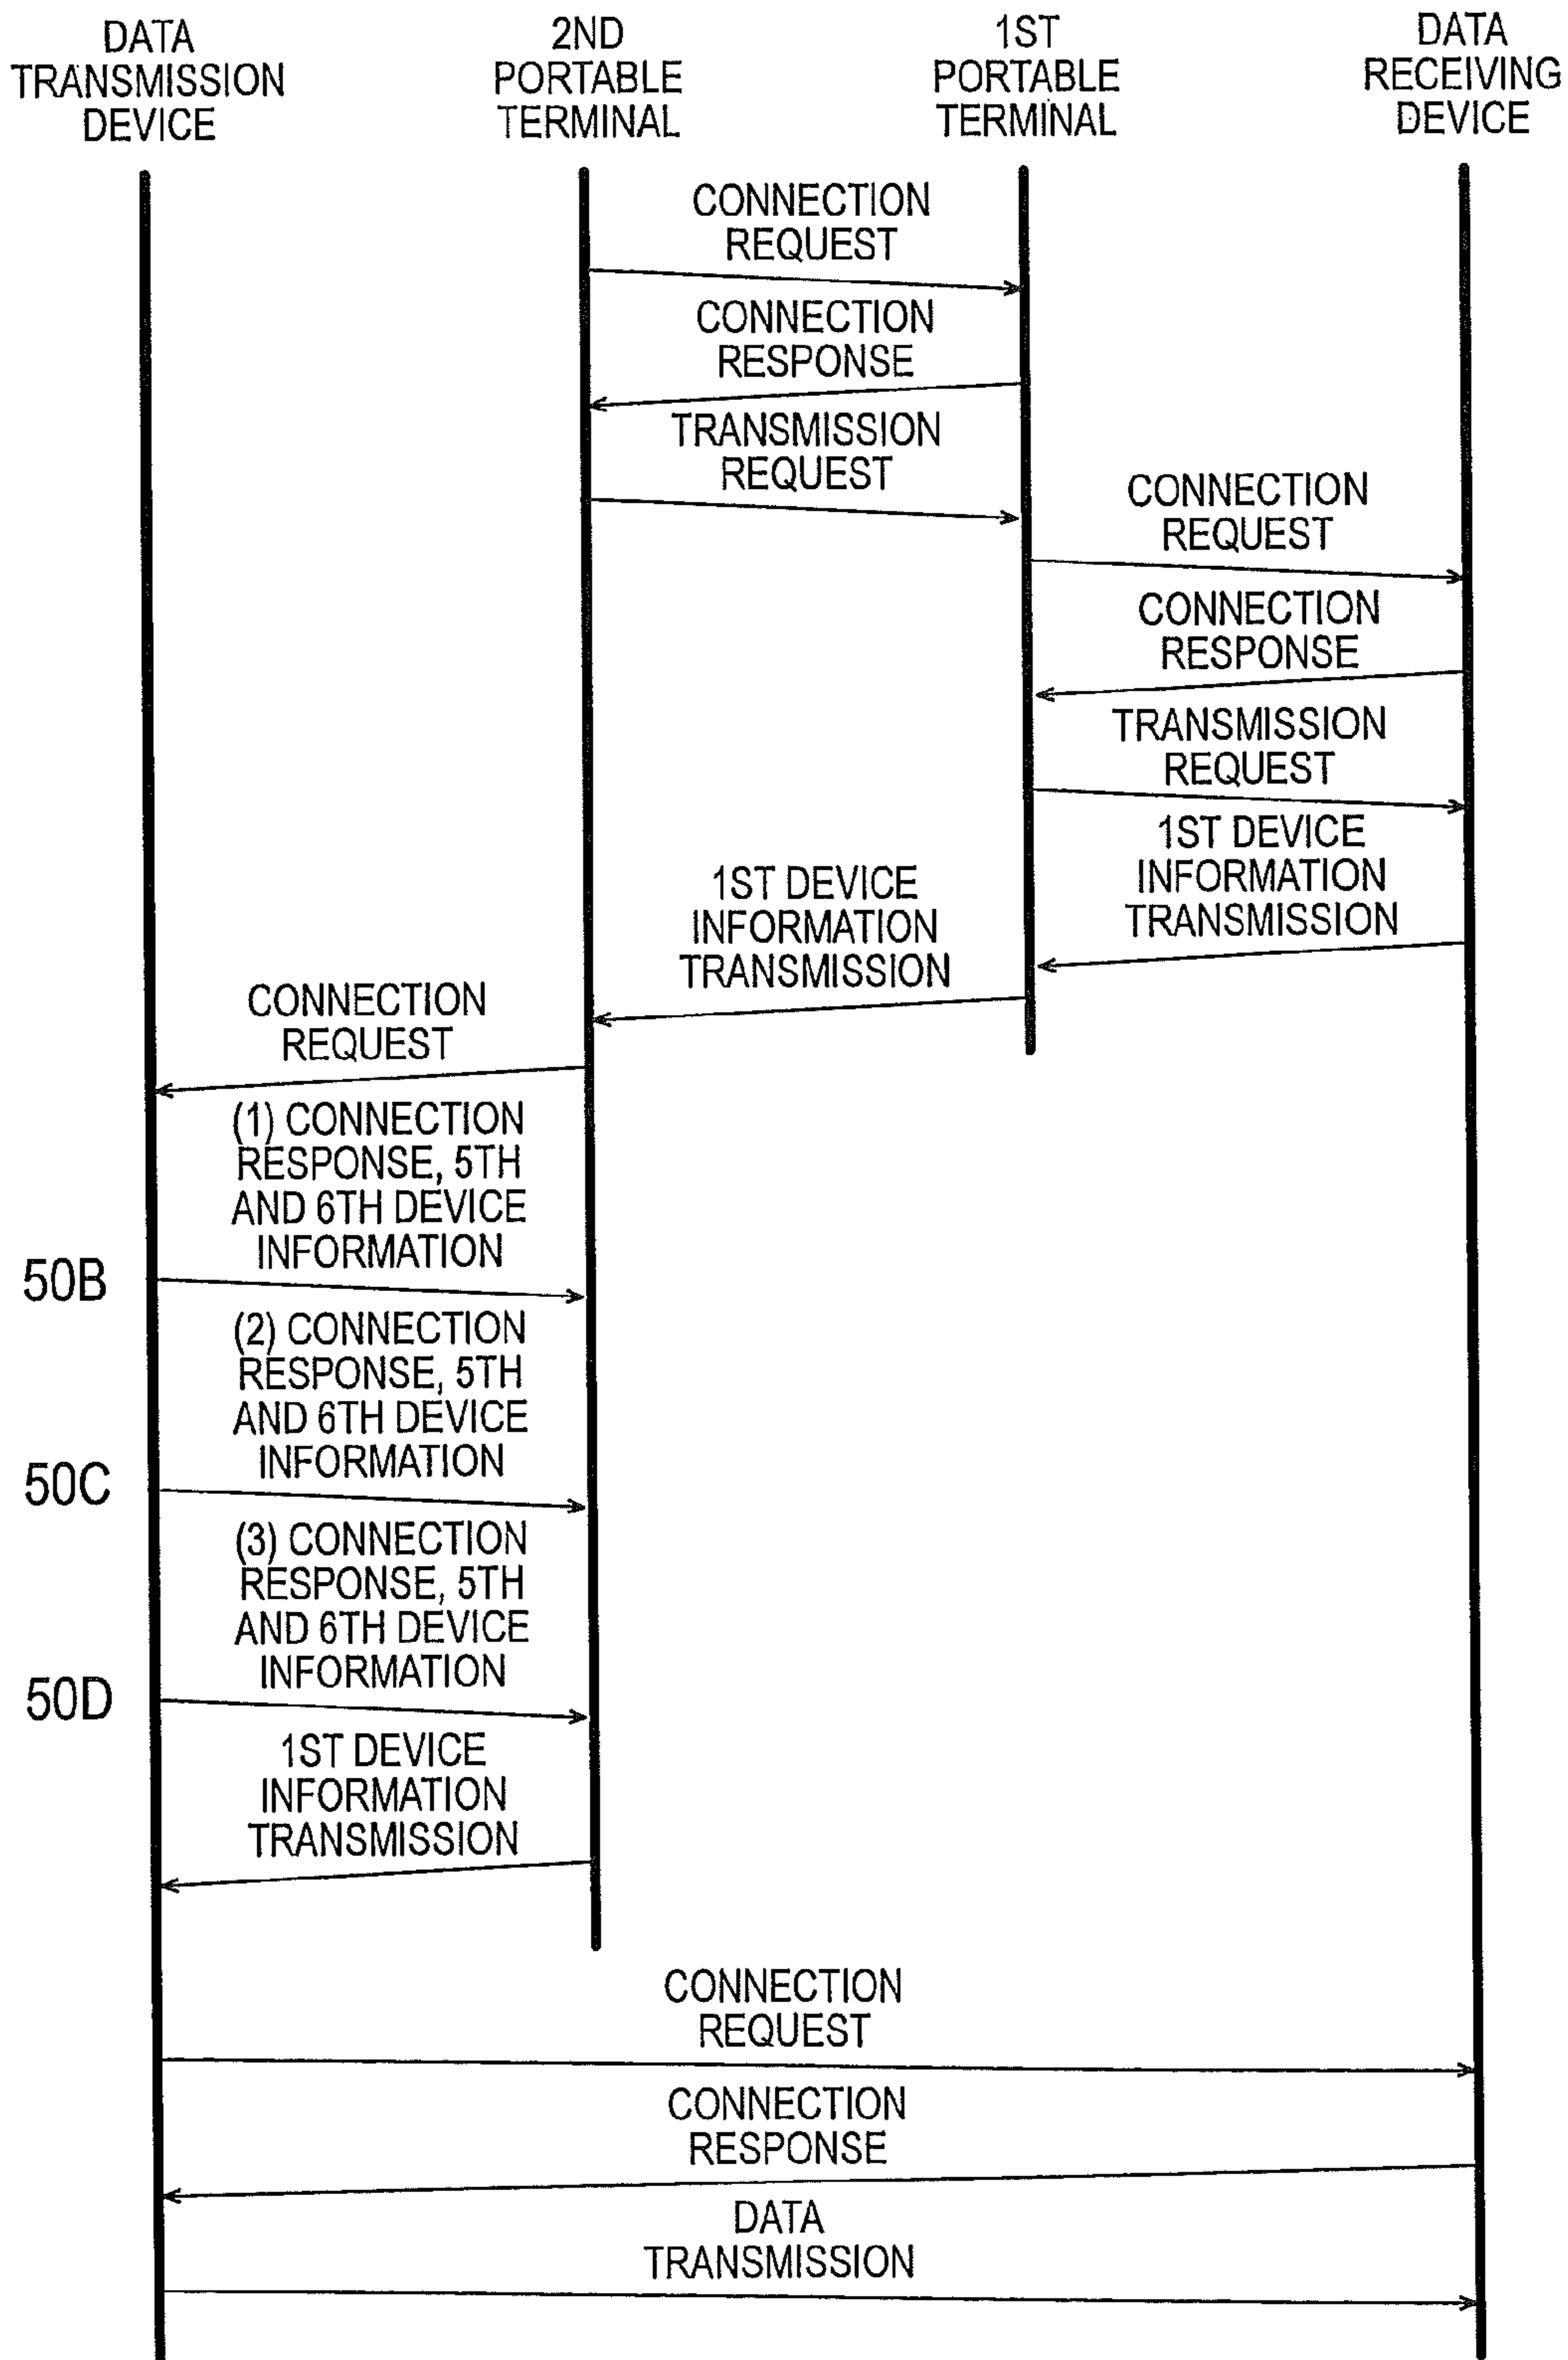 DATA
TRANSMISSION
DEVICE
2ND
PORTABLE
TERMINAL
1ST
PORTABLE
TERMINAL
DATA
RECEIVING
DEVICE
CONNECTION
REQUEST
CONNECTION
RESPONSE
TRANSMISSION
REQUEST
CONNECTION
REQUEST
CONNECTION
RESPONSE
TRANSMISSION
REQUEST
1ST DEVICE
INFORMATION
TRANSMISSION
1ST DEVICE
INFORMATION
TRANSMISSION
CONNECTION
REQUEST
(1) CONNECTION
RESPONSE, 5TH
AND 6TH DEVICE
INFORMATION
50B
(2) CONNECTION
RESPONSE, 5TH
AND 6TH DEVICE
INFORMATION
50C
(3) CONNECTION
RESPONSE, 5TH
AND 6TH DEVICE
INFORMATION
50D
1ST DEVICE
INFORMATION
TRANSMISSION
CONNECTION
REQUEST
CONNECTION
RESPONSE
DATA
TRANSMISSION